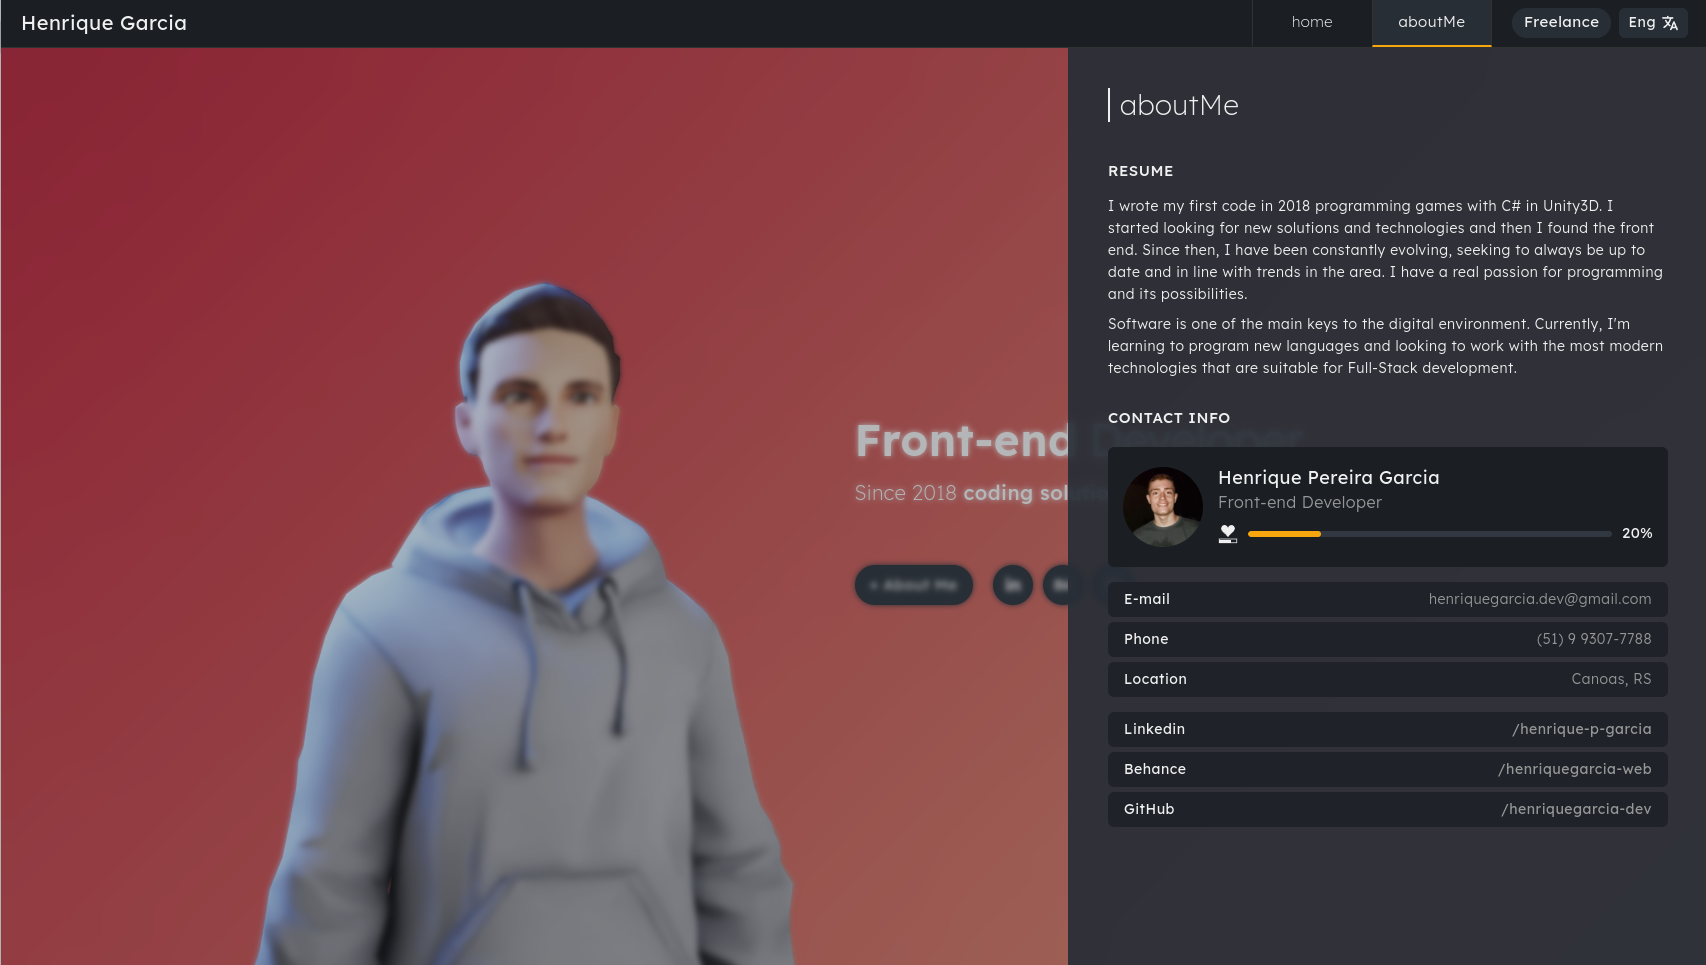 Henrique Garcia
home
aboutMe
Freelance
Eng
aboutMe
RESUME
I wrote my first code in 2018 programming games with C# in Unity3D. I
started looking for new solutions and technologies and then I found the front
end. Since then, I have been constantly evolving, seeking to always be up to
date and in line with trends in the area. I have a real passion for programming
and its possibilities.
Software is one of the main keys to the digital environment. Currently, I'm
learning to program new languages and looking to work with the most modern
technologies that are suitable for Full-Stack development.
CONTACT INFO
Front-end Developer
Since 2018 coding
+ About Me
in
Henrique Pereira Garcia
Front-end Developer
20%
E-mail
henriquegarcia.dev@gmail.com
Phone
(51) 9 9307-7788
Location
Canoas, RS
Linkedin
/henrique-p-garcia
Behance
/henriquegarcia-web
GitHub
/henriquegarcia-dev